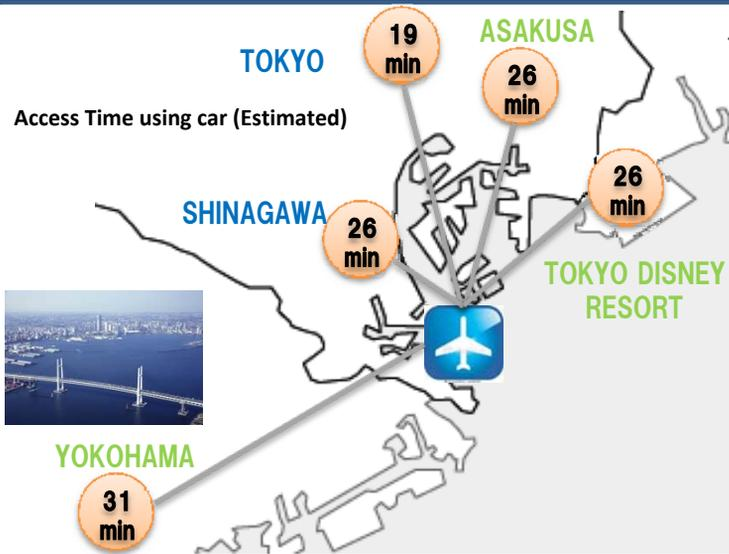 TOKYO
19
min
ASAKUSA
26
min
Access Time using car (Estimated)
26
min
SHINAGAWA
26
min
TOKYO DISNEY
RESORT
YOKOHAMA
31
min